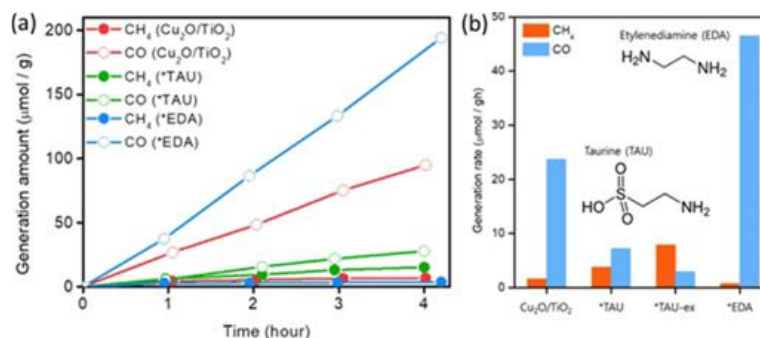 (a)
200
150
100
50
0
Generation amount (μmol / g)
CH₄ (Cu₂O/TiO₂)
CO (Cu₂O/TiO₂)
CH₄ (*TAU)
CO (*TAU)
CH₄ (*EDA)
CO (*EDA)
0 1 2 3 4
Time (hour)
(b)
50
40
30
20
10
0
Generation rate (μmol / gh)
CH₄
CO
Etylenediamine (EDA)
H₂N
NH₂
Taurine (TAU)
O
HO
S
O
NH₂
Cu₂O/TiO₂ *TAU *TAU-ex *EDA